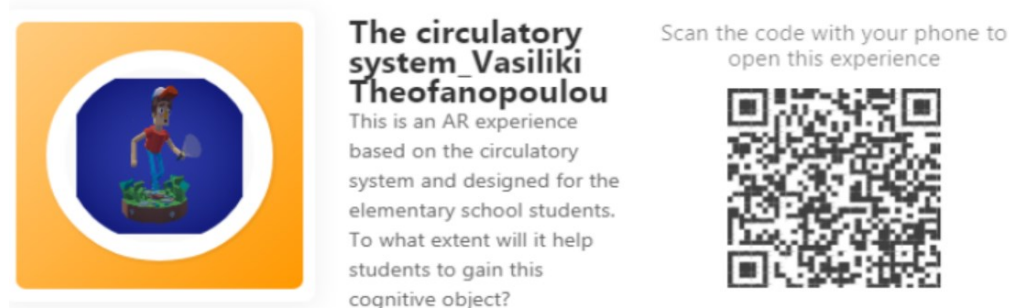 The circulatory
system_Vasiliki
Theofanopoulou
This is an AR experience
based on the circulatory
system and designed for the
elementary school students.
To what extent will it help
students to gain this
cognitive object?
Scan the code with your phone to
open this experience